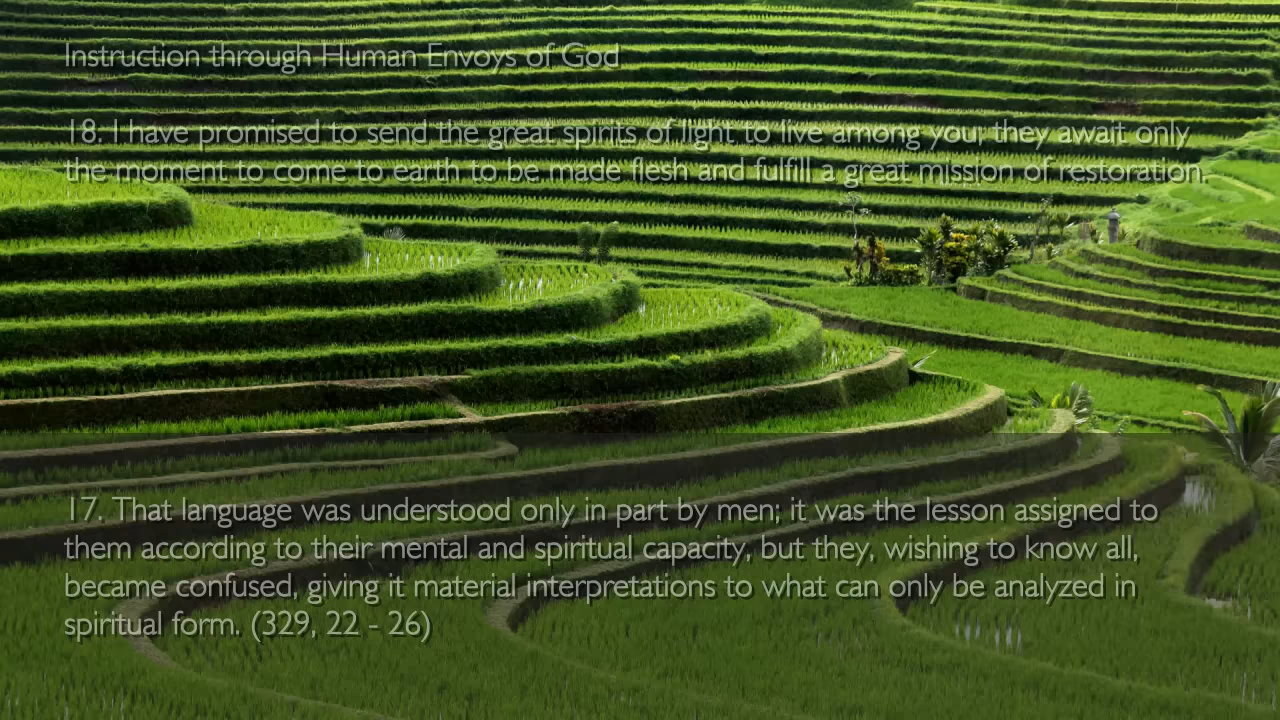 Instruction through Human Envoys of God
18. I have promised to send the great spirits of light to live among you; they await only
the moment to come to earth to be made flesh and fulfill a great mission of restoration.
17. That language was understood only in part by men; it was the lesson assigned to
them according to their mental and spiritual capacity, but they, wishing to know all,
became confused, giving it material interpretations to what can only be analyzed in
spiritual form. (329, 22 - 26)